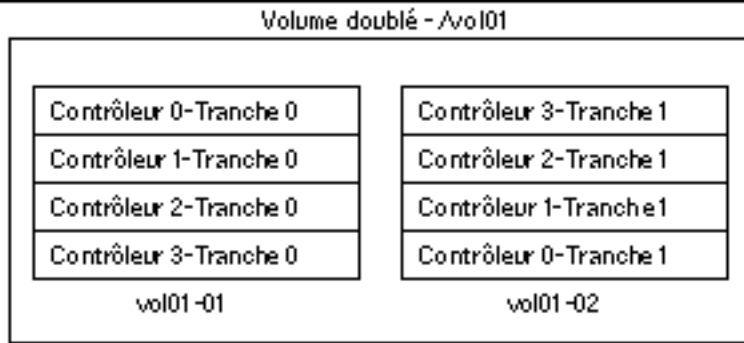 Volume doublé - /vol01
Contrôleur 0-Tranche 0
Contrôleur 1-Tranche 0
Contrôleur 2-Tranche 0
Contrôleur 3-Tranche 0
vol01-01
Contrôleur 3-Tranche 1
Contrôleur 2-Tranche 1
Contrôleur 1-Tranche 1
Contrôleur 0-Tranche 1
vol01-02